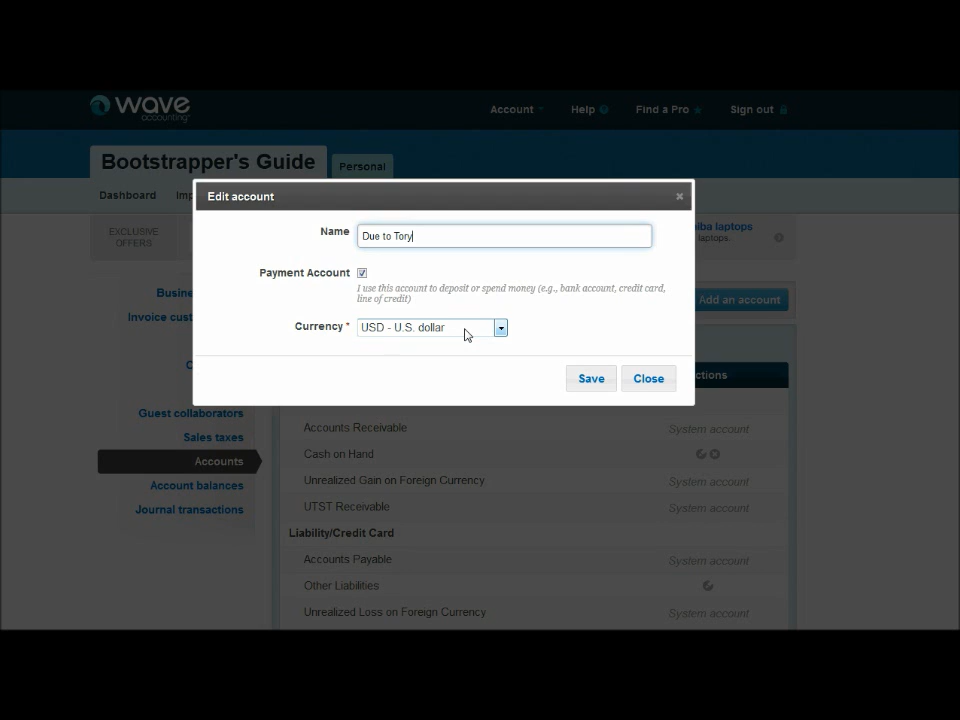 wave
accounting
Account
Help
Find a Pro
Sign out
Bootstrapper's Guide
Personal
Dashboard
EXCLUSIVE
OFFERS
laptops
laptops.
Edit account
Name
Due to Tory
Payment Account
I use this account to deposit or spend money (e.g., bank account, credit card,
line of credit)
Currency *
USD - U.S. dollar
Save
Close
Add an account
Guest collaborators
Sales taxes
Accounts
Account balances
Journal transactions
Accounts Receivable
System account
Cash on Hand
Unrealized Gain on Foreign Currency
System account
UTST Receivable
System account
Liability/Credit Card
Accounts Payable
System account
Other Liabilities
Unrealized Loss on Foreign Currency
System account